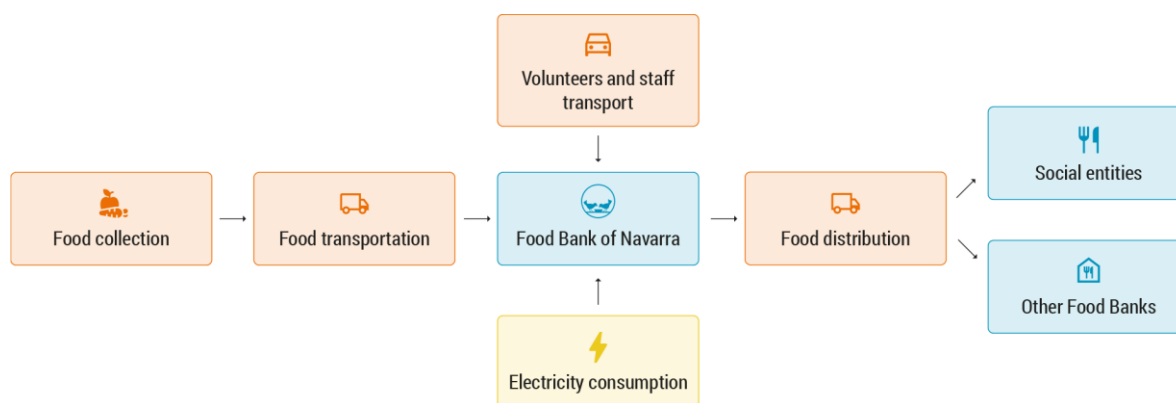 Volunteers and staff
transport
Food collection
Food transportation
Food Bank of Navarra
Food distribution
Social entities
Other Food Banks
Electricity consumption